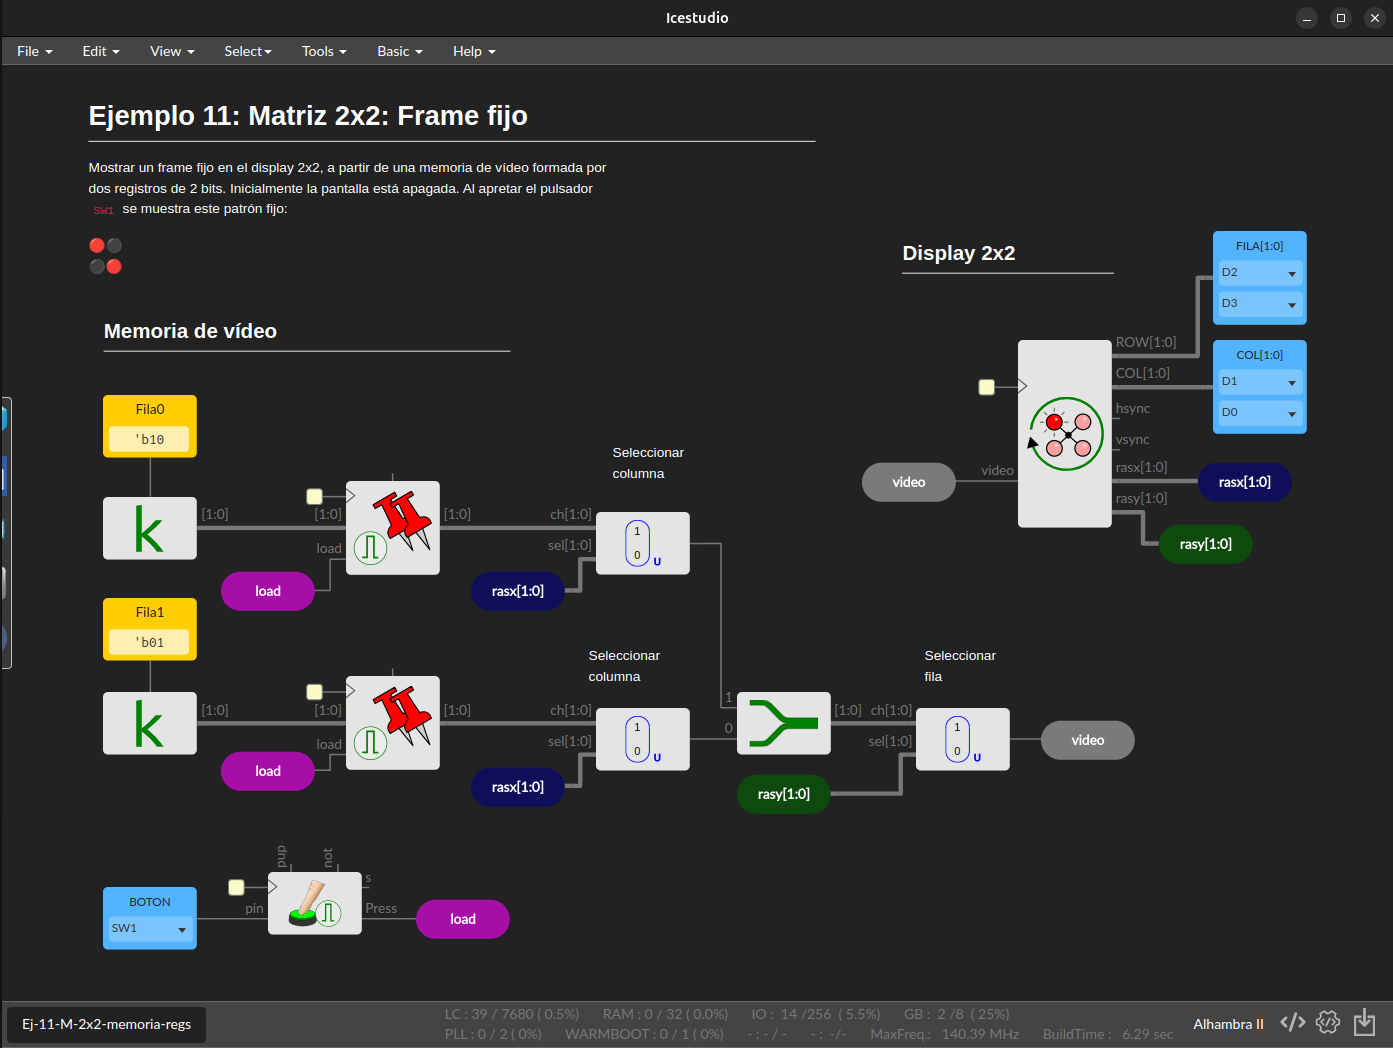 Icestudio
File Edit View Select Tools Basic Help
Ejemplo 11: Matriz 2x2: Frame fijo
Mostrar un frame fijo en el display 2x2, a partir de una memoria de vídeo formada por
dos registros de 2 bits. Inicialmente la pantalla está apagada. Al apretar el pulsador
SW1 se muestra este patrón fijo:
Display 2x2
FILA[1:0]
D2
D3
Memoria de vídeo
ROW[1:0]
COL[1:0]
COL[1:0]
D1
D0
hsync
vsync
video
video
rasx[1:0]
rasx[1:0]
rasy[1:0]
rasy[1:0]
Fila0
'b10
Seleccionar
columna
k
[1:0]
[1:0]
load
[1:0]
ch[1:0]
sel[1:0]
1
0
U
load
rasx[1:0]
Fila1
'b01
Seleccionar
columna
Seleccionar
fila
k
[1:0]
[1:0]
load
[1:0]
ch[1:0]
sel[1:0]
1
0
U
1
0
[1:0]
ch[1:0]
sel[1:0]
1
0
U
video
load
rasx[1:0]
rasy[1:0]
pup
not
s
BOTON
SW1
pin
Press
load
Ej-11-M-2x2-memoria-regs
LC : 39 / 7680 ( 0.5%) RAM : 0 / 32 ( 0.0%) IO : 14 /256 ( 5.5%) GB : 2 /8 ( 25%)
PLL : 0 / 2 ( 0%) WARMBOOT : 0 / 1 ( 0%) - : - / - - : -/- MaxFreq.: 140.39 MHz BuildTime : 6.29 sec
Alhambra II